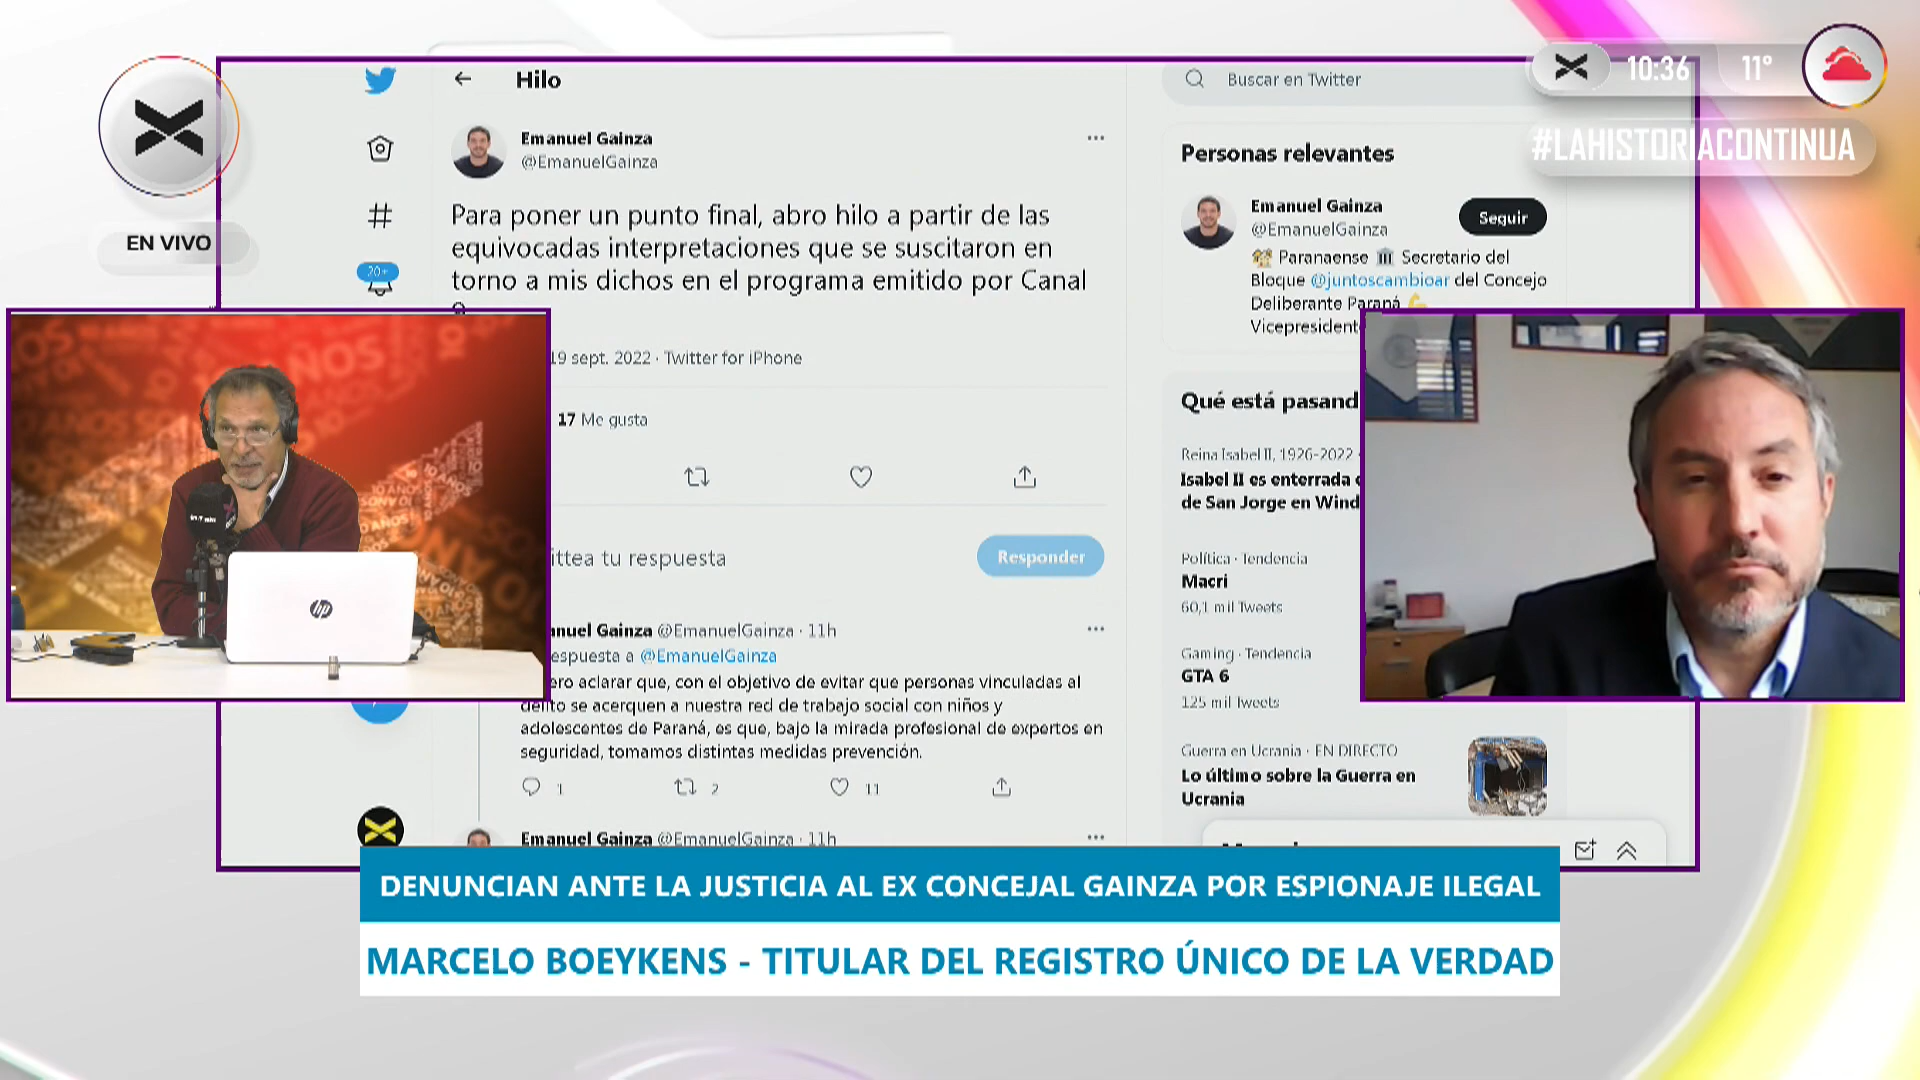 Hilo
Emanuel Gainza
@EmanuelGainza
Para poner un punto final, abro hilo a partir de las
equivocadas interpretaciones que se suscitaron en
torno a mis dichos en el programa emitido por Canal
19 sept. 2022 · Twitter for iPhone
17 Me gusta
tu respuesta
Responder
Gainza @EmanuelGainza · 11h
a @EmanuelGainza
aclarar que, con el objetivo de evitar que personas vinculadas al
delito se acerquen a nuestra red de trabajo social con niños y
adolescentes de Paraná, es que, bajo la mirada profesional de expertos en
seguridad, tomamos distintas medidas prevención.
1 2 11
Emanuel Gainza @EmanuelGainza · 11h
20+
Buscar en Twitter
Personas relevantes
Emanuel Gainza
@EmanuelGainza
Seguir
Paranaense Secretario del
Bloque @juntoscambioar del Concejo
Deliberante Paraná
Vicepresident
Qué está pasand
Reina Isabel II, 1926-2022
Isabel II es enterrada
de San Jorge en Wind
Política · Tendencia
Macri
60,1 mil Tweets
Gaming · Tendencia
GTA 6
125 mil Tweets
Guerra en Ucrania · EN DIRECTO
Lo último sobre la Guerra en
Ucrania
EN VIVO
10:36 11°
#LAHISTORIACONTINUA
AÑOS
hp
DENUNCIAN ANTE LA JUSTICIA AL EX CONCEJAL GAINZA POR ESPIONAJE ILEGAL
MARCELO BOEYKENS - TITULAR DEL REGISTRO ÚNICO DE LA VERDAD